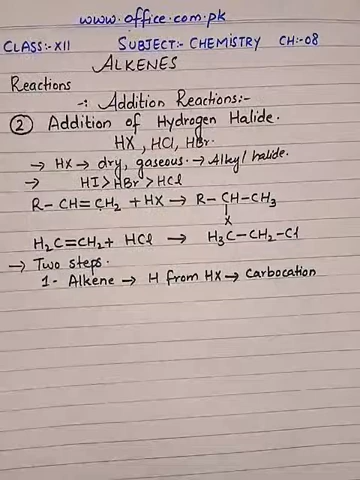 www.office.com.pk
CLASS:- XII SUBJECT:- CHEMISTRY CH:-08
ALKENES
Reactions
-: Addition Reactions:-
② Addition of Hydrogen Halide.
HX, HCl, HBr.
→ HX → dry, gaseous. → Alkyl halide.
→ HI > HBr > HCl
R-CH=CH₂ + HX → R-CH-CH₃
X
H₂C=CH₂ + HCl → H₃C-CH₂-Cl
→ Two steps.
1- Alkene → H from HX → Carbocation